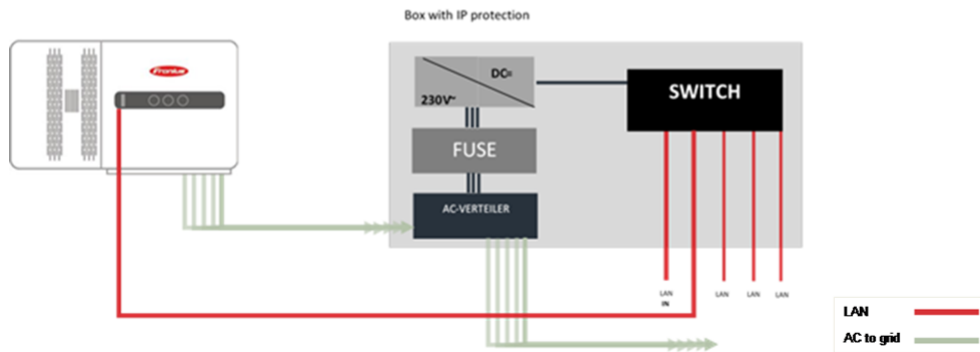 Box with IP protection
Fronius
DC=
230V~
SWITCH
FUSE
AC-VERTEILER
LAN
IN
LAN
LAN
LAN
LAN
AC to grid